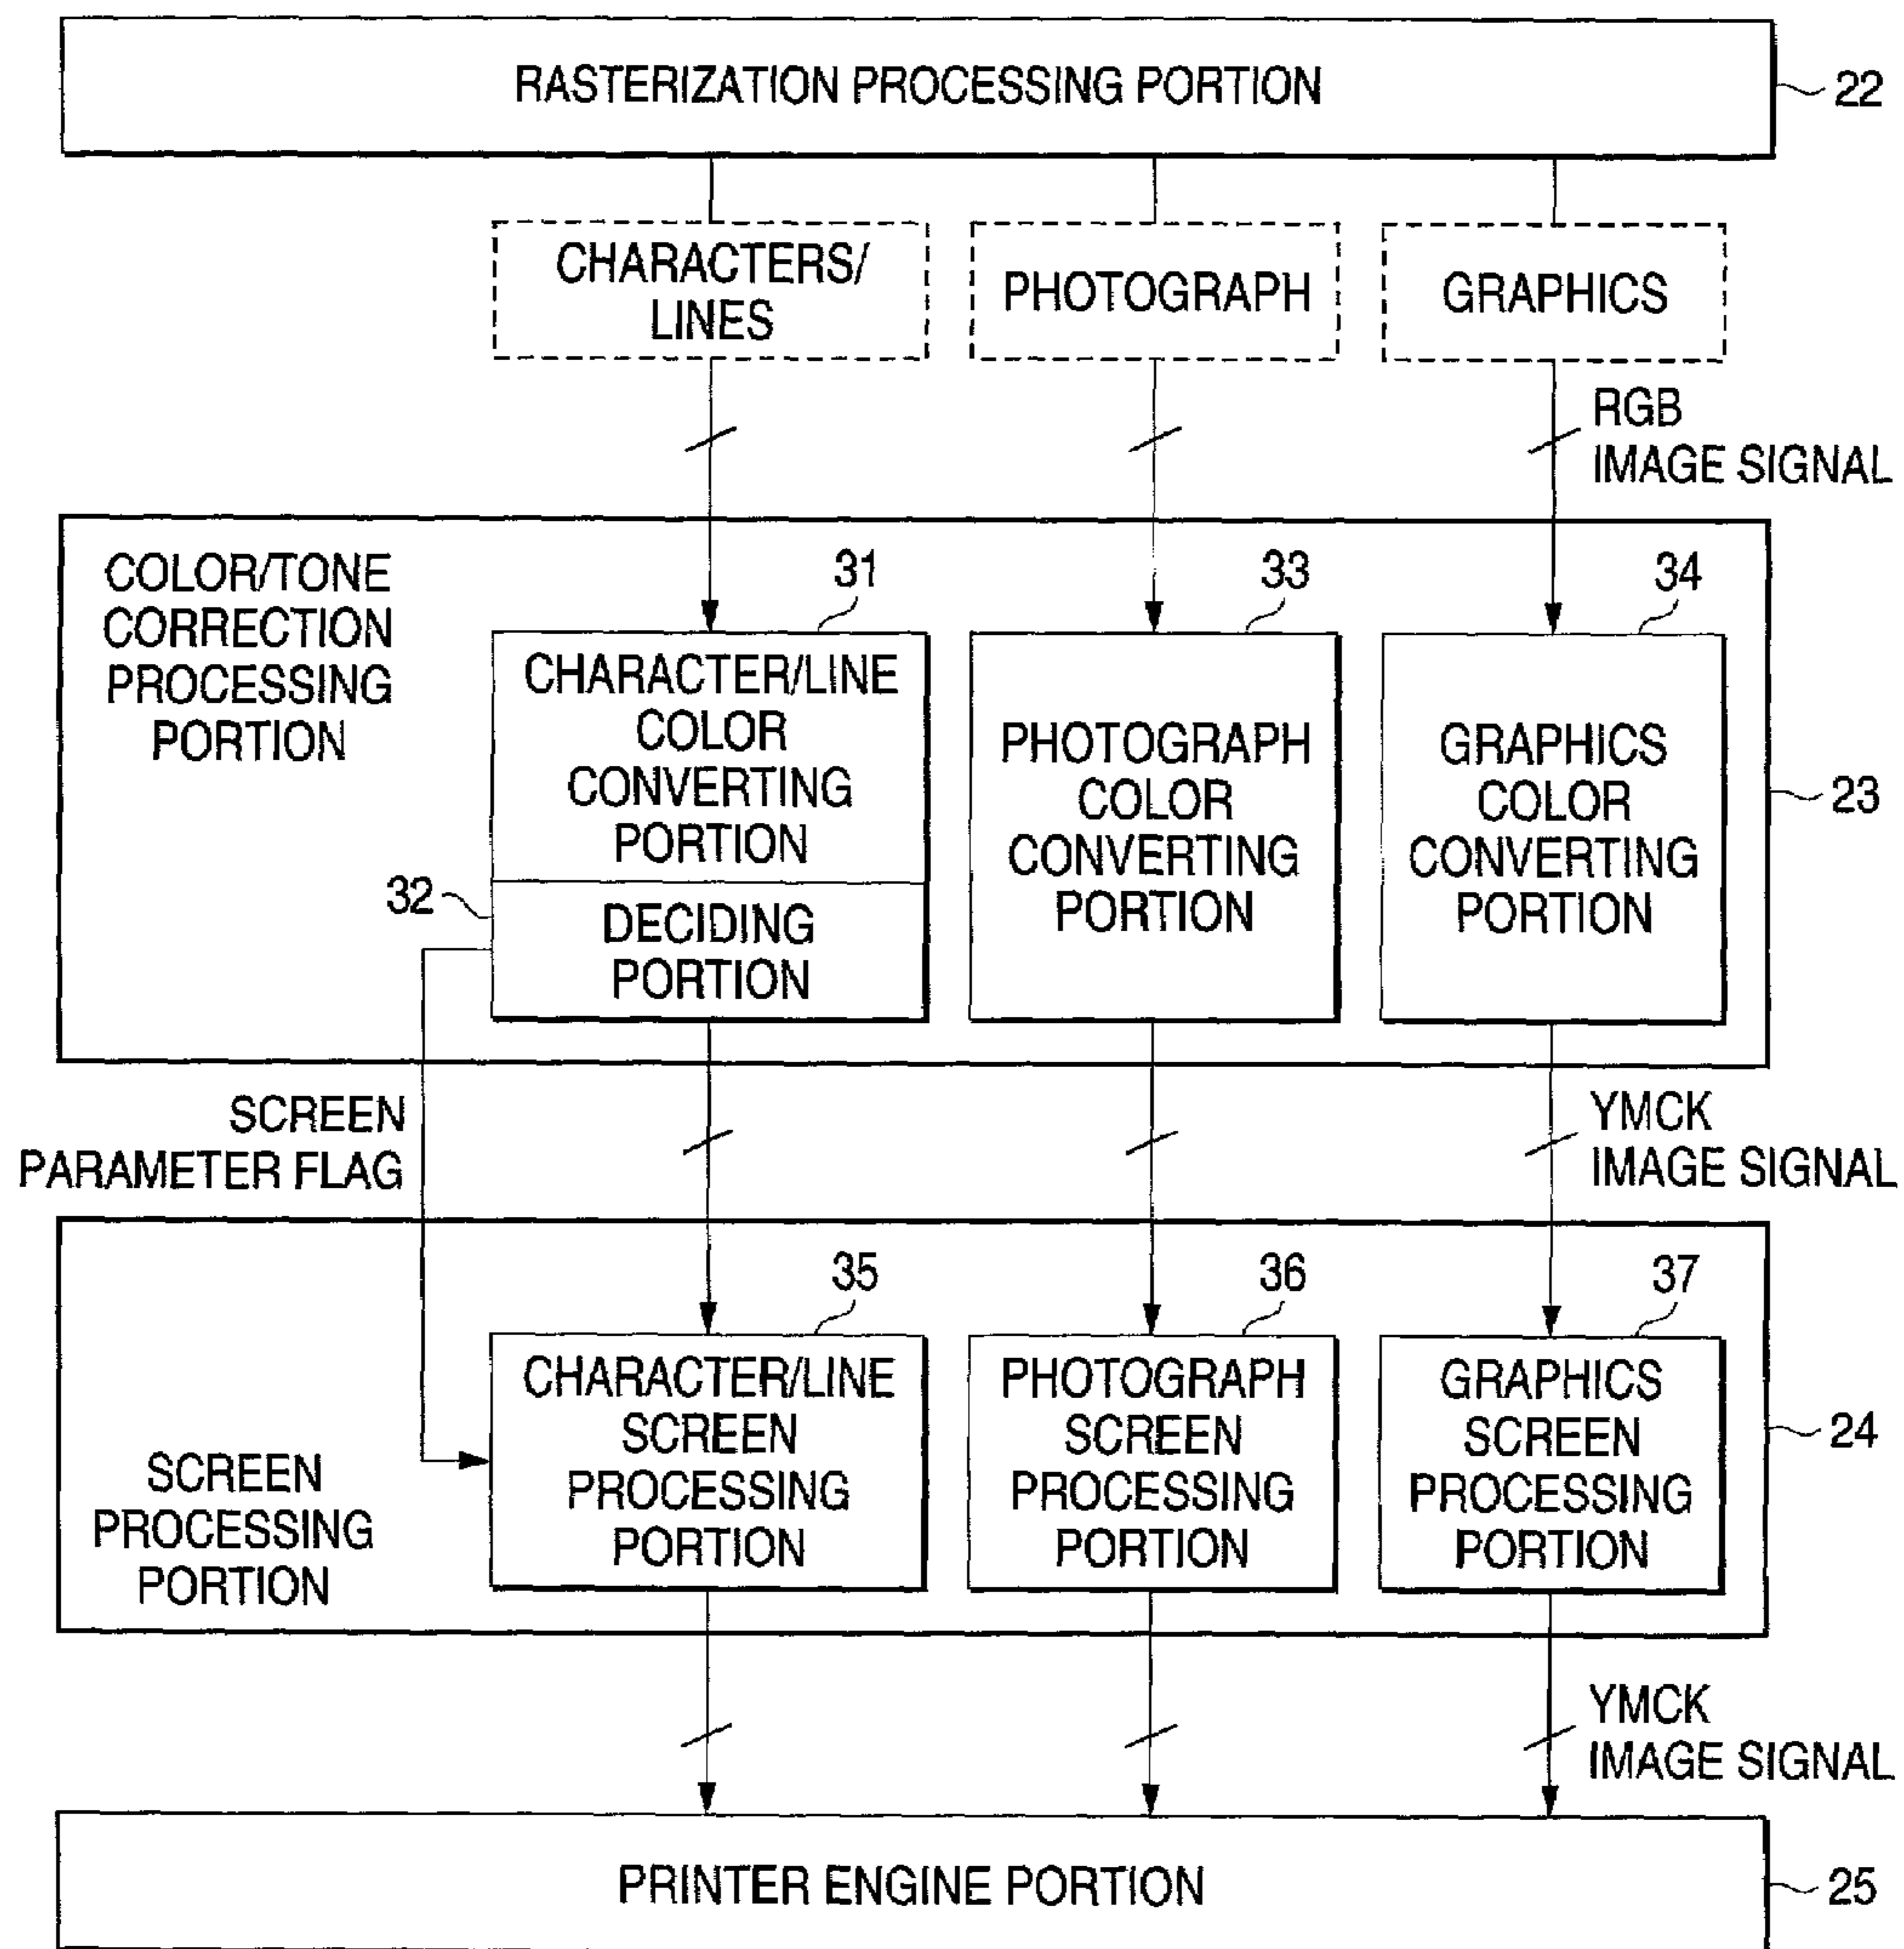 RASTERIZATION PROCESSING PORTION
22
CHARACTERS/
LINES
PHOTOGRAPH
GRAPHICS
RGB
IMAGE SIGNAL
COLOR/TONE
CORRECTION
PROCESSING
PORTION
31
33
34
CHARACTER/LINE
COLOR
CONVERTING
PORTION
PHOTOGRAPH
COLOR
CONVERTING
PORTION
GRAPHICS
COLOR
CONVERTING
PORTION
23
32
DECIDING
PORTION
SCREEN
PARAMETER FLAG
YMCK
IMAGE SIGNAL
35
36
37
CHARACTER/LINE
SCREEN
PROCESSING
PORTION
PHOTOGRAPH
SCREEN
PROCESSING
PORTION
GRAPHICS
SCREEN
PROCESSING
PORTION
24
SCREEN
PROCESSING
PORTION
YMCK
IMAGE SIGNAL
PRINTER ENGINE PORTION
25